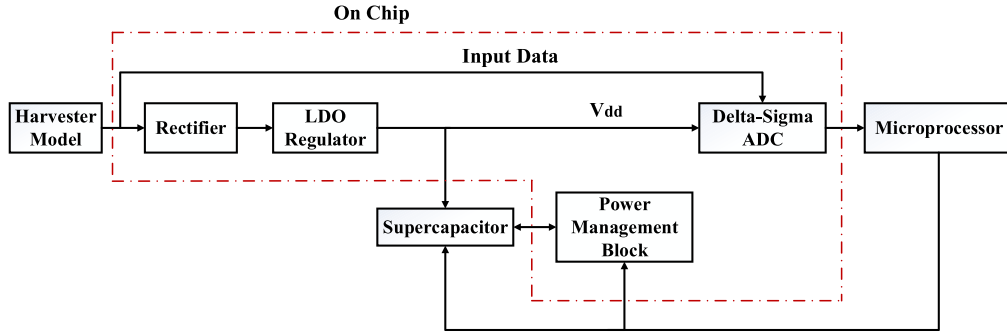 On Chip
Input Data
Harvester
Model
Rectifier
LDO
Regulator
Vdd
Delta-Sigma
ADC
Microprocessor
Supercapacitor
Power
Management
Block